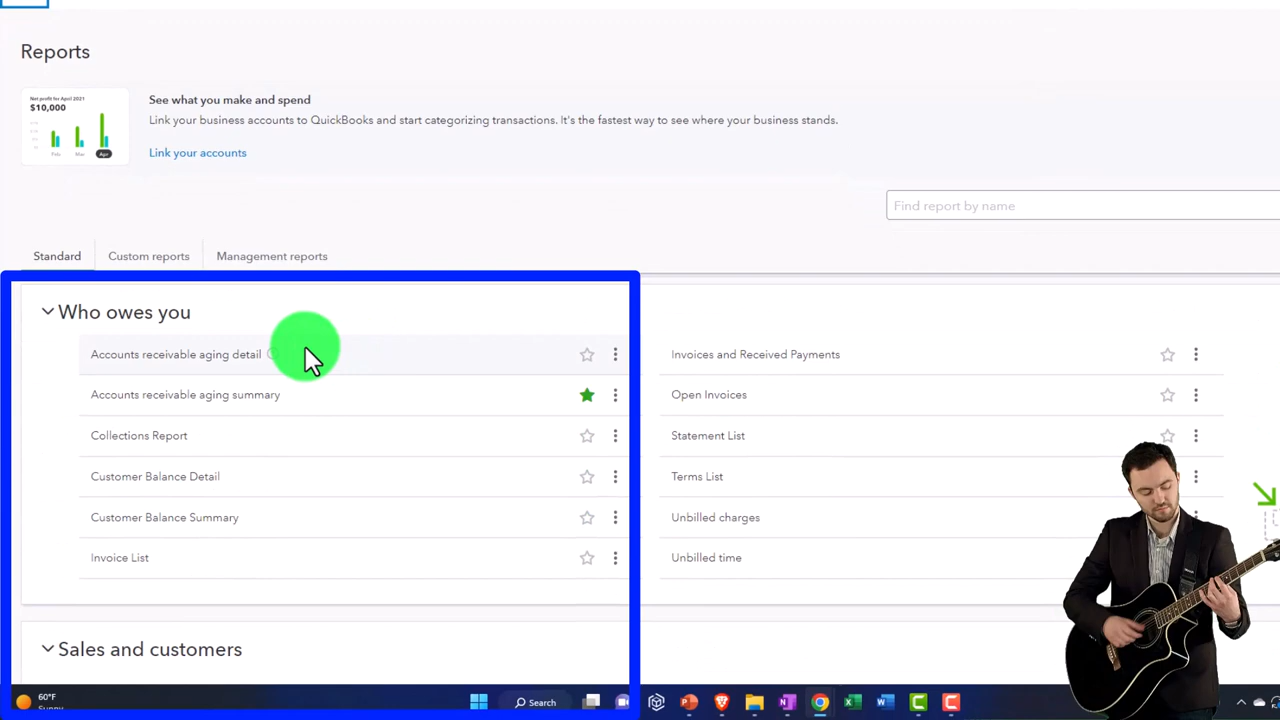 Reports
Net profit for April 2021
$10,000
Feb
Mar
Apr
See what you make and spend
Link your business accounts to QuickBooks and start categorizing transactions. It's the fastest way to see where your business stands.
Link your accounts
Find report by name
Standard
Custom reports
Management reports
Who owes you
Accounts receivable aging detail
Accounts receivable aging summary
Collections Report
Customer Balance Detail
Customer Balance Summary
Invoice List
Invoices and Received Payments
Open Invoices
Statement List
Terms List
Unbilled charges
Unbilled time
Sales and customers
60°F
Sunny
Search